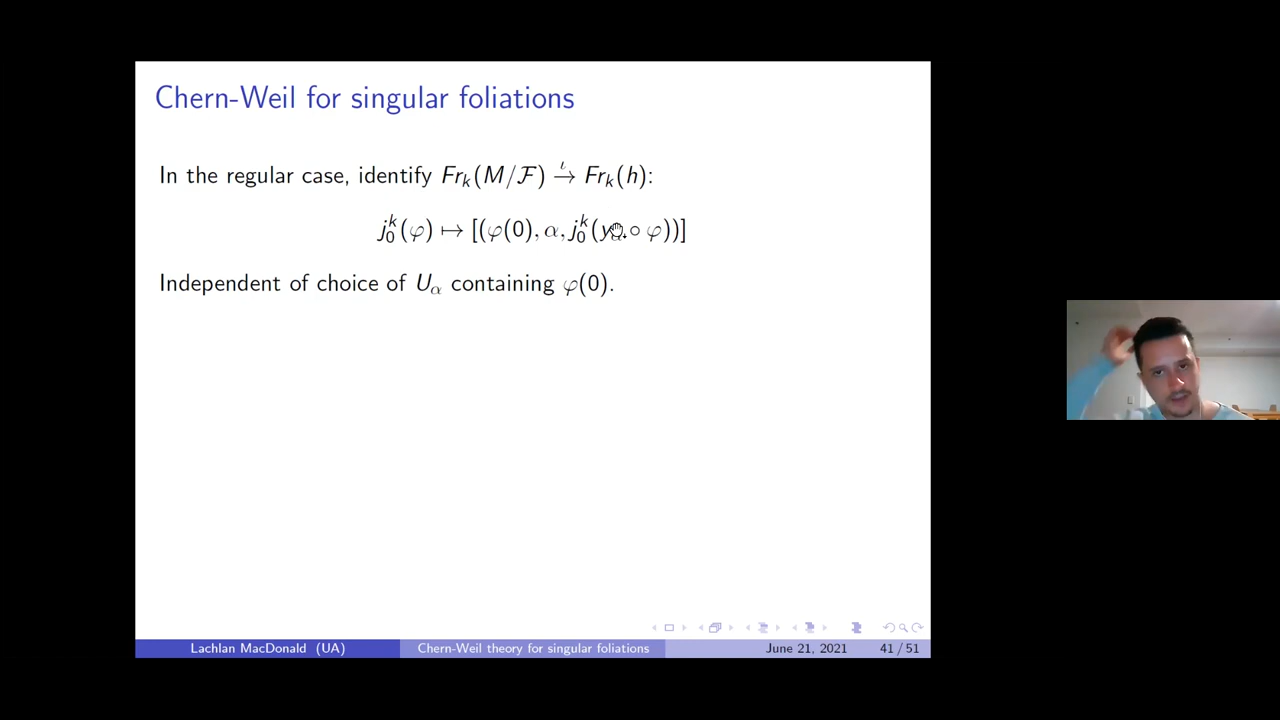 Chern-Weil for singular foliations
In the regular case, identify Fr_k(M/ℱ) →^ι Fr_k(h):
j_0^k(φ) ↦ [(φ(0), α, j_0^k(y_α ∘ φ))]
Independent of choice of U_α containing φ(0).
Lachlan MacDonald (UA) Chern-Weil theory for singular foliations June 21, 2021 41 / 51